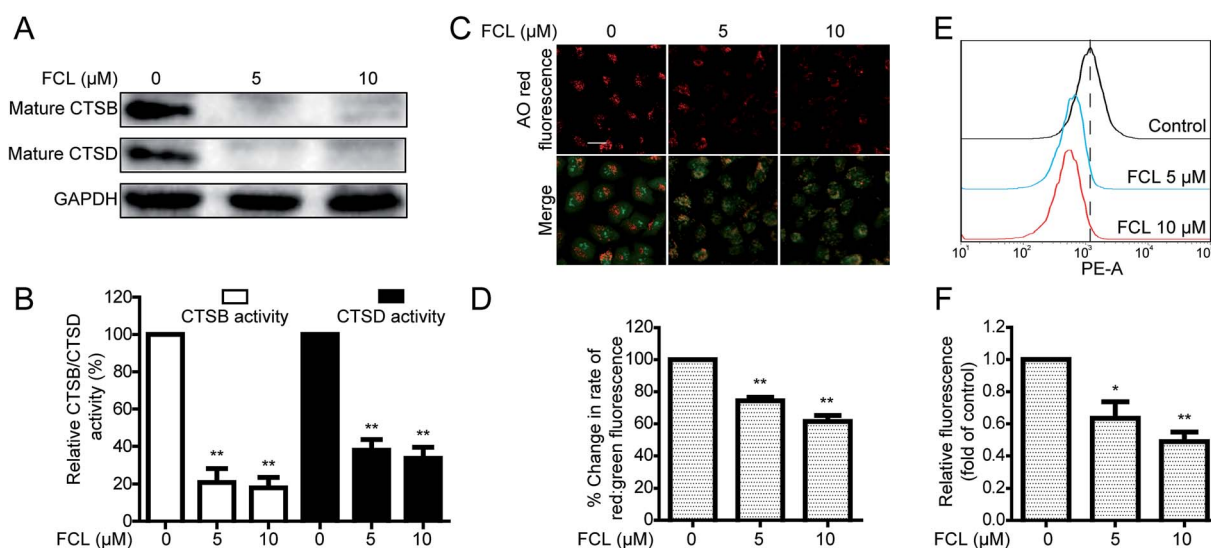 A
FCL (µM)
0 5 10
Mature CTSB
Mature CTSD
GAPDH
B
Relative CTSB/CTSD
activity (%)
120
100
80
60
40
20
0
CTSB activity
CTSD activity
** ** ** **
FCL (µM) 0 5 10 0 5 10
C
FCL (µM) 0 5 10
AO red
fluorescence
Merge
D
% Change in rate of
red:green fluorescence
120
100
80
60
40
20
0
** **
FCL (µM) 0 5 10
E
Control
FCL 5 µM
FCL 10 µM
10¹ 10² 10³ 10⁴ 10
PE-A
F
Relative fluorescence
(fold of control)
1.2
1.0
0.8
0.6
0.4
0.2
0.0
* **
FCL (µM) 0 5 10